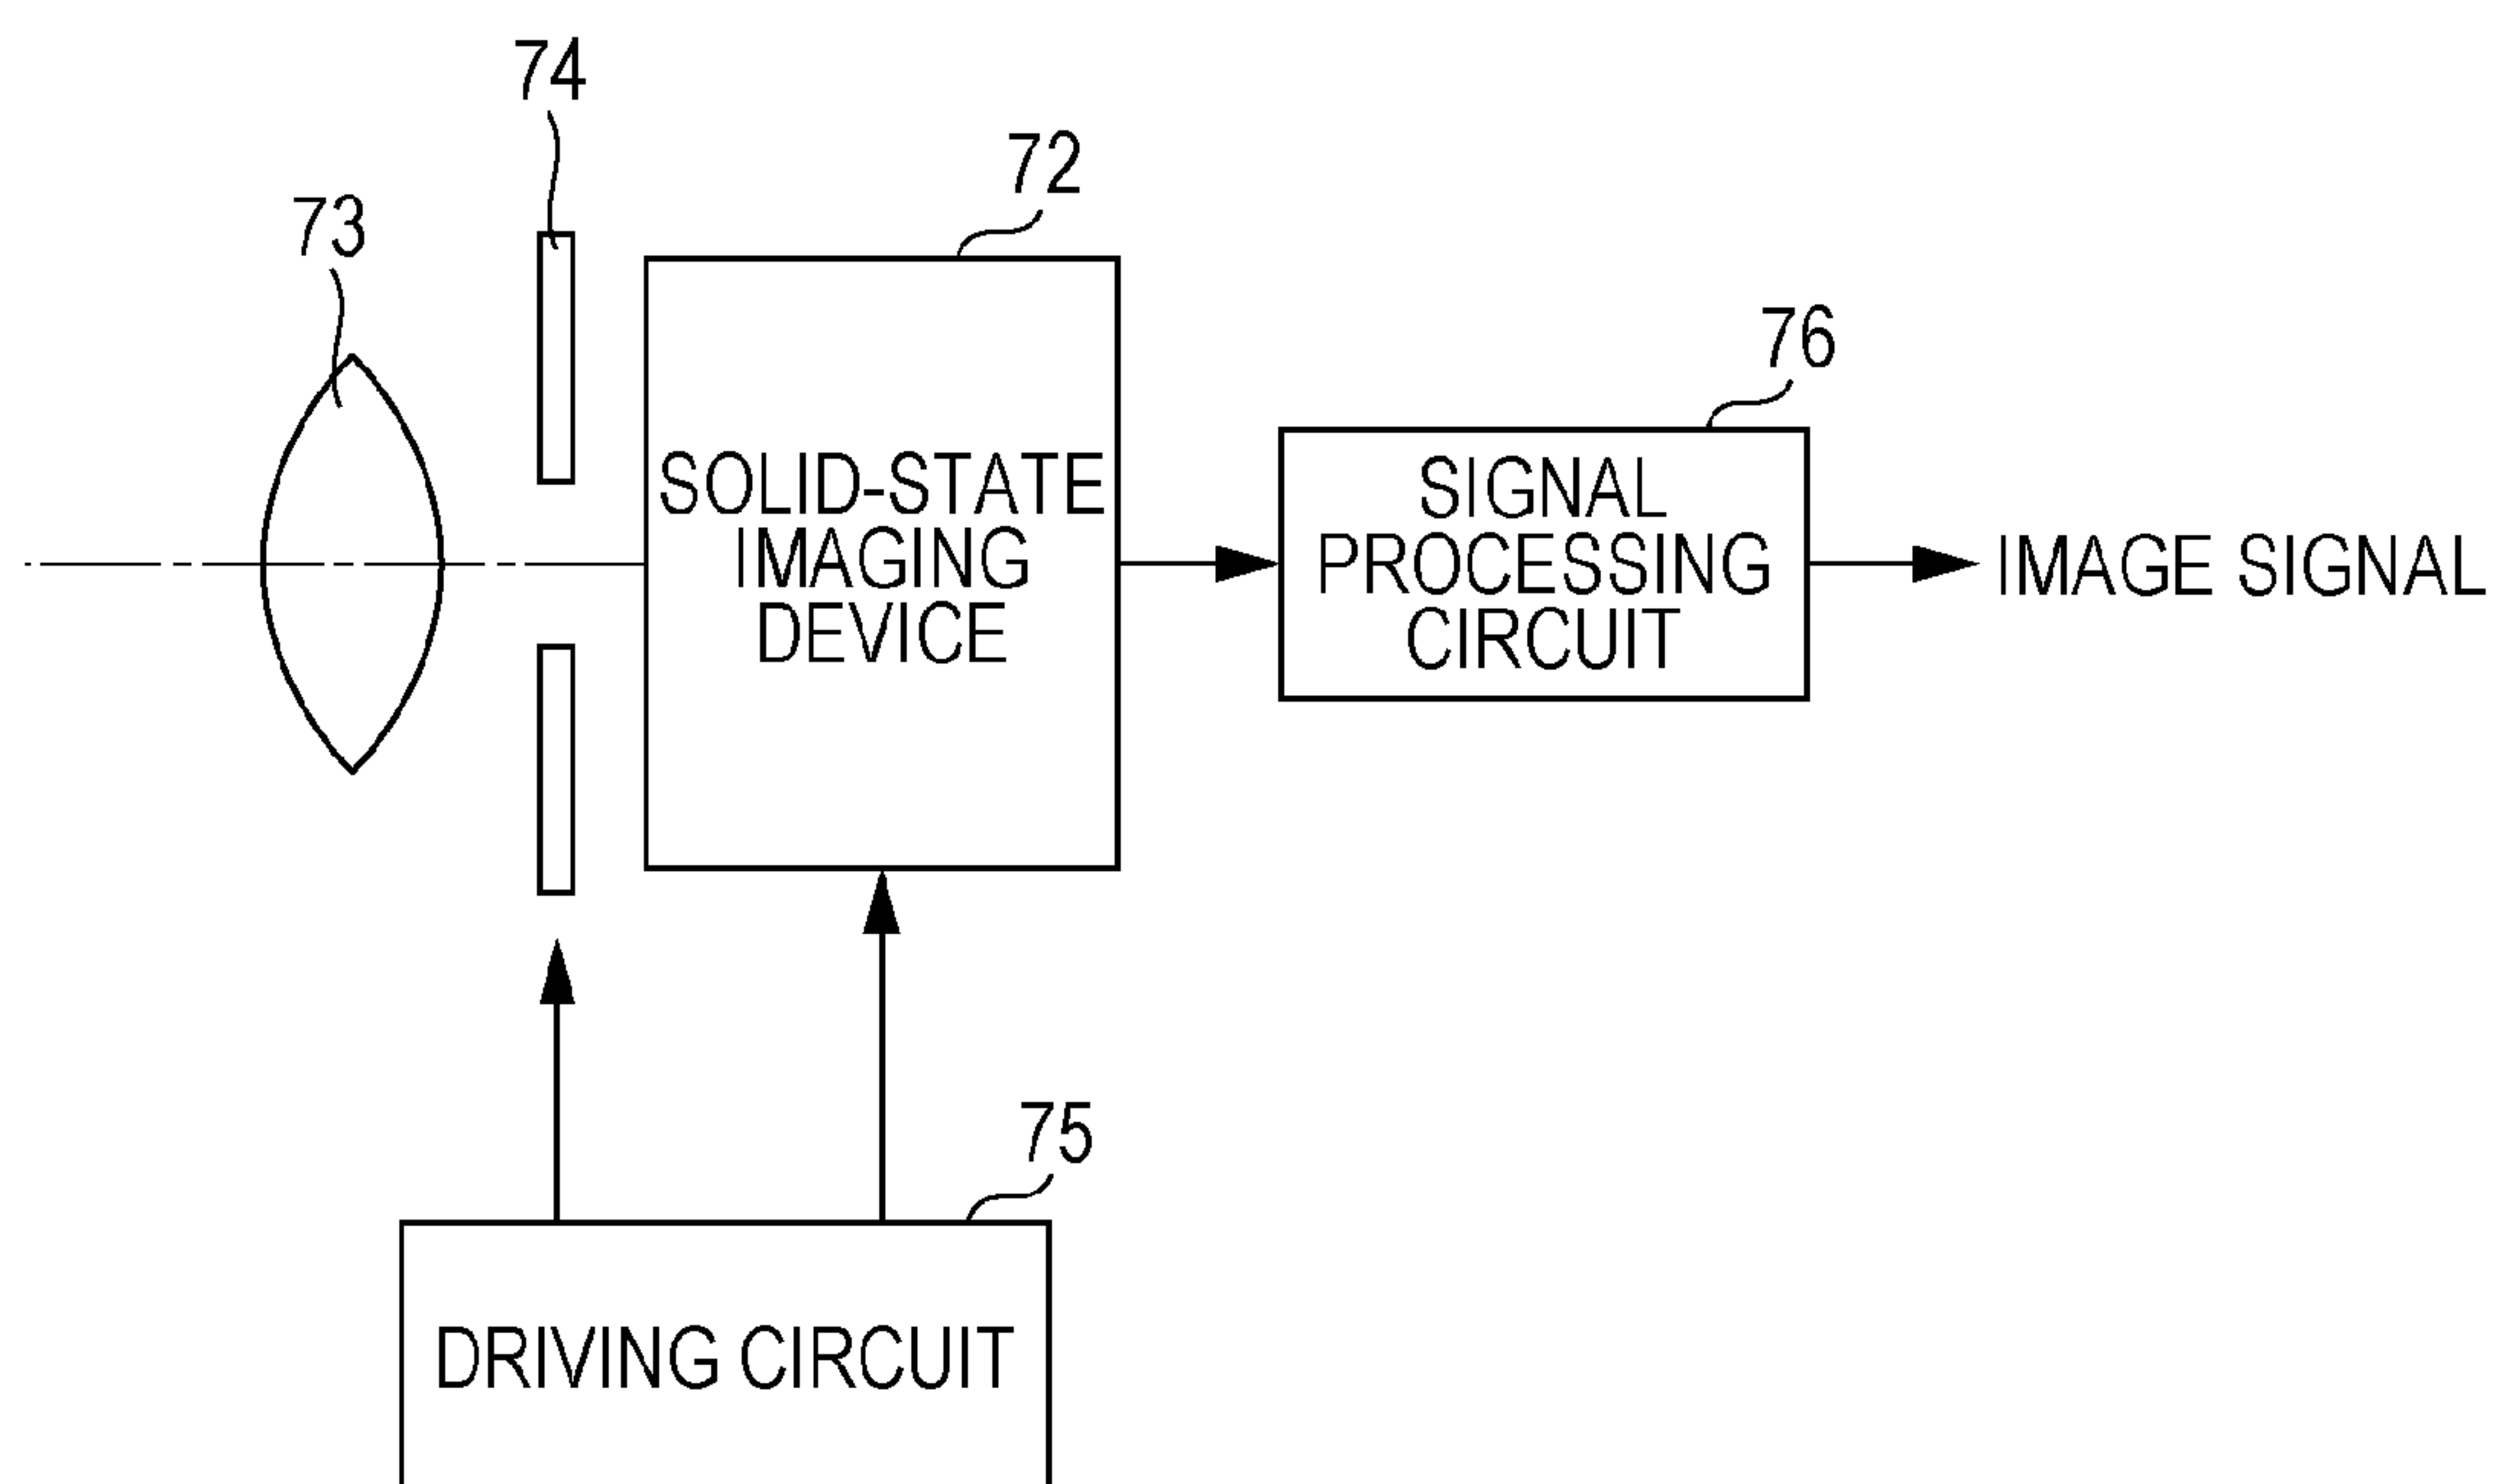 74
72
73
76
SOLID-STATE
IMAGING
DEVICE
SIGNAL
PROCESSING
CIRCUIT
IMAGE SIGNAL
75
DRIVING CIRCUIT